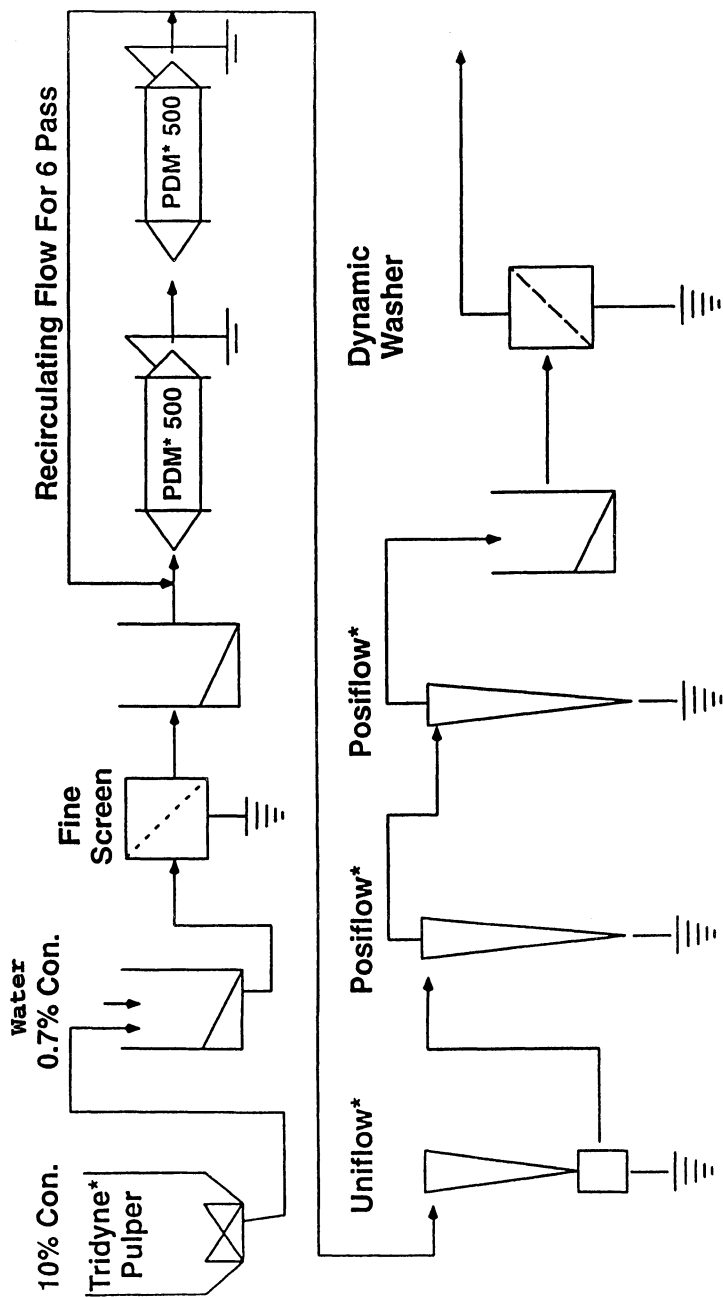 10% Con.
Tridyne*
Pulper
Water
0.7% Con.
Fine
Screen
Recirculating Flow For 6 Pass
PDM* 500
PDM* 500
Uniflow*
Posiflow*
Posiflow*
Dynamic
Washer